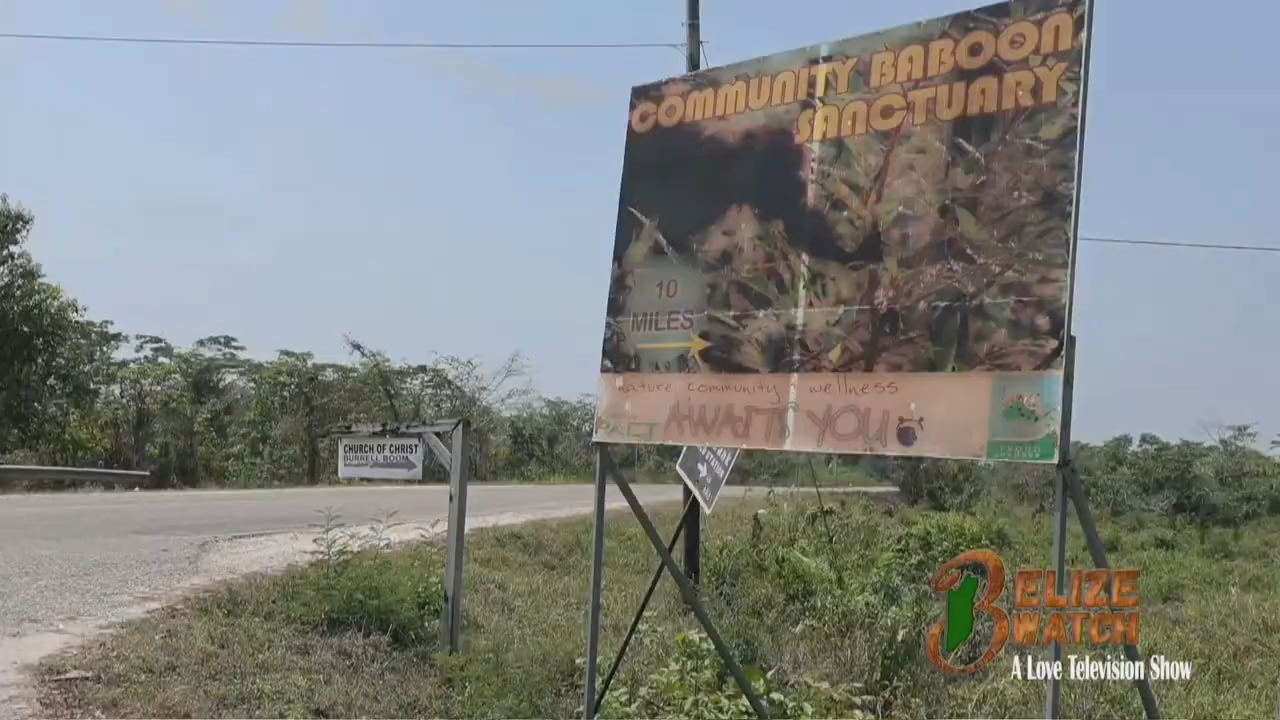 COMMUNITY BABOON
SANCTUARY
10
MILES
nature community wellness
PACT AWAITS YOU
CHURCH OF CHRIST
BURRELL BOOM
BELIZE
WATCH
A Love Television Show